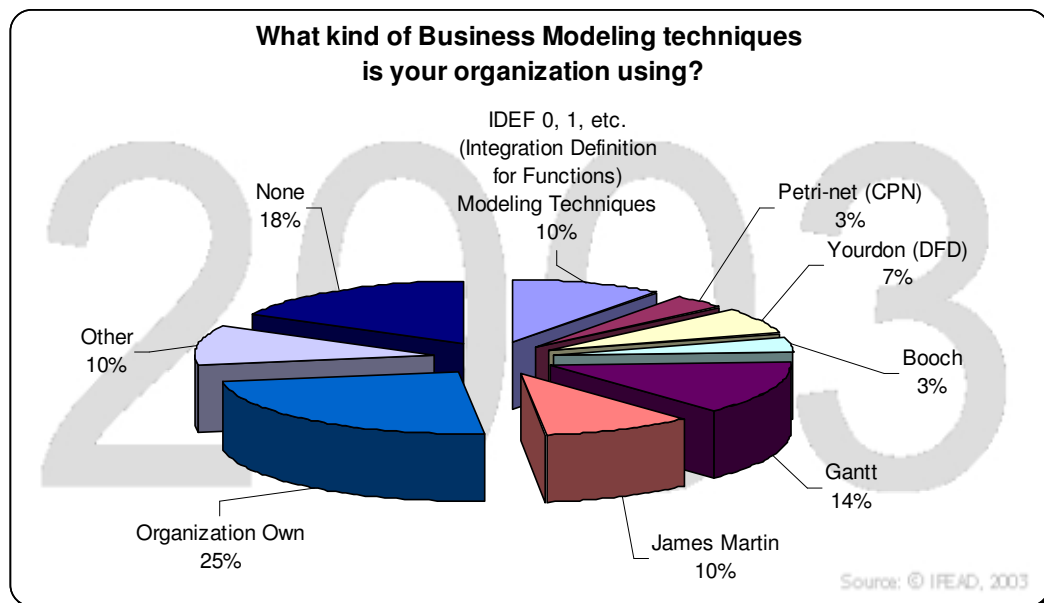 What kind of Business Modeling techniques
is your organization using?
2003
IDEF 0, 1, etc.
(Integration Definition
for Functions)
Modeling Techniques
10%
None
18%
Petri-net (CPN)
3%
Yourdon (DFD)
7%
Other
10%
Booch
3%
Gantt
14%
Organization Own
25%
James Martin
10%
Source: © IFEAD, 2003